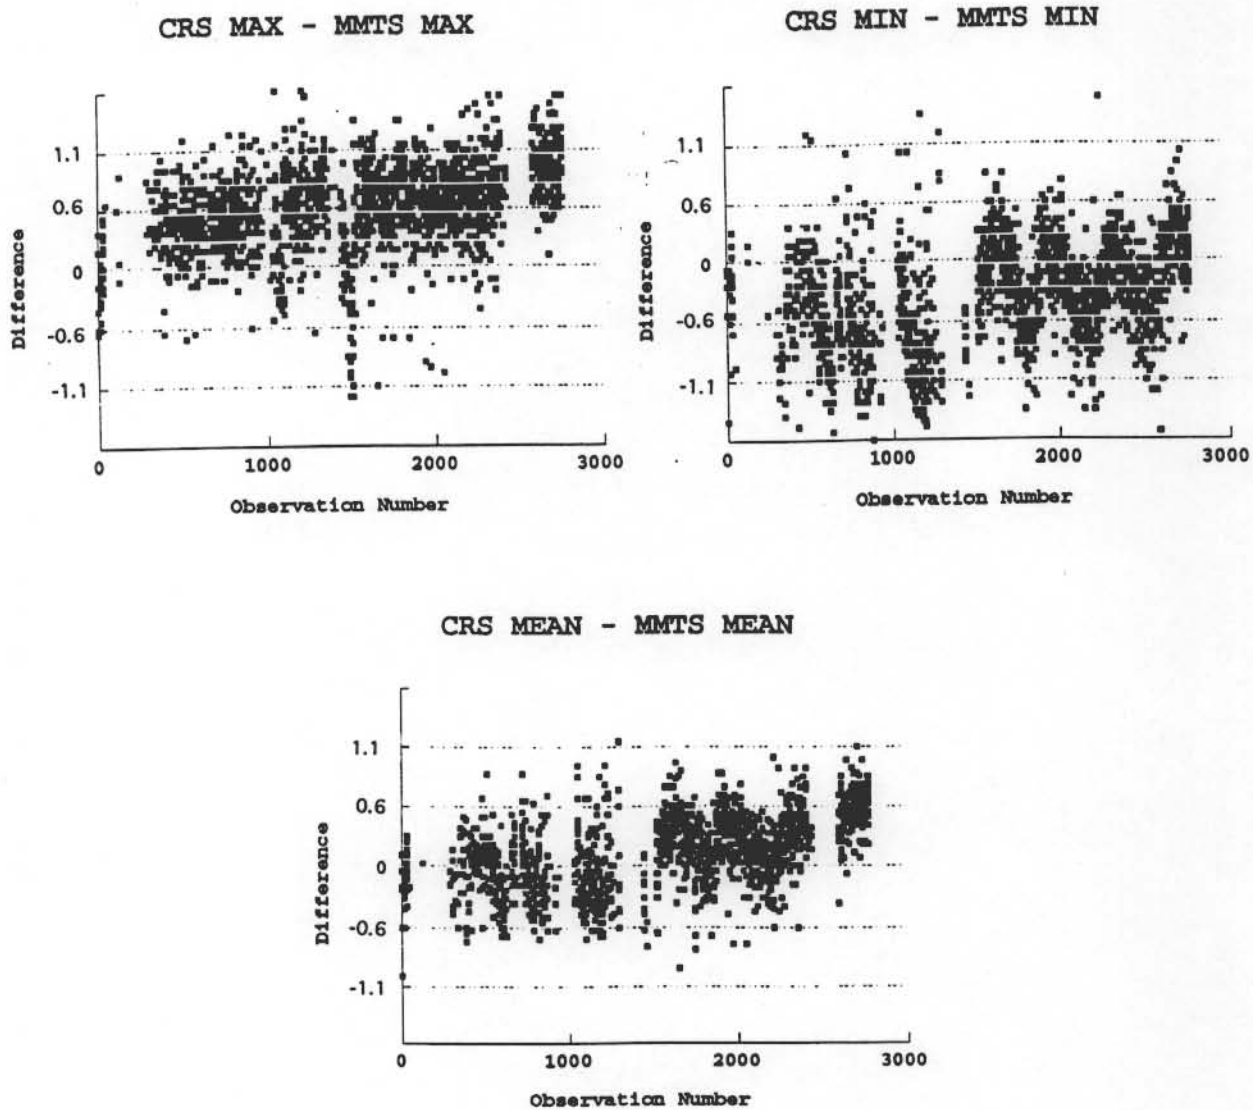 CRS MAX - MMTS MAX
1.1
0.6
0
-0.6
-1.1
Difference
0 1000 2000 3000
Observation Number
CRS MIN - MMTS MIN
1.1
0.6
0
-0.6
-1.1
Difference
0 1000 2000 3000
Observation Number
CRS MEAN - MMTS MEAN
1.1
0.6
0
-0.6
-1.1
Difference
0 1000 2000 3000
Observation Number